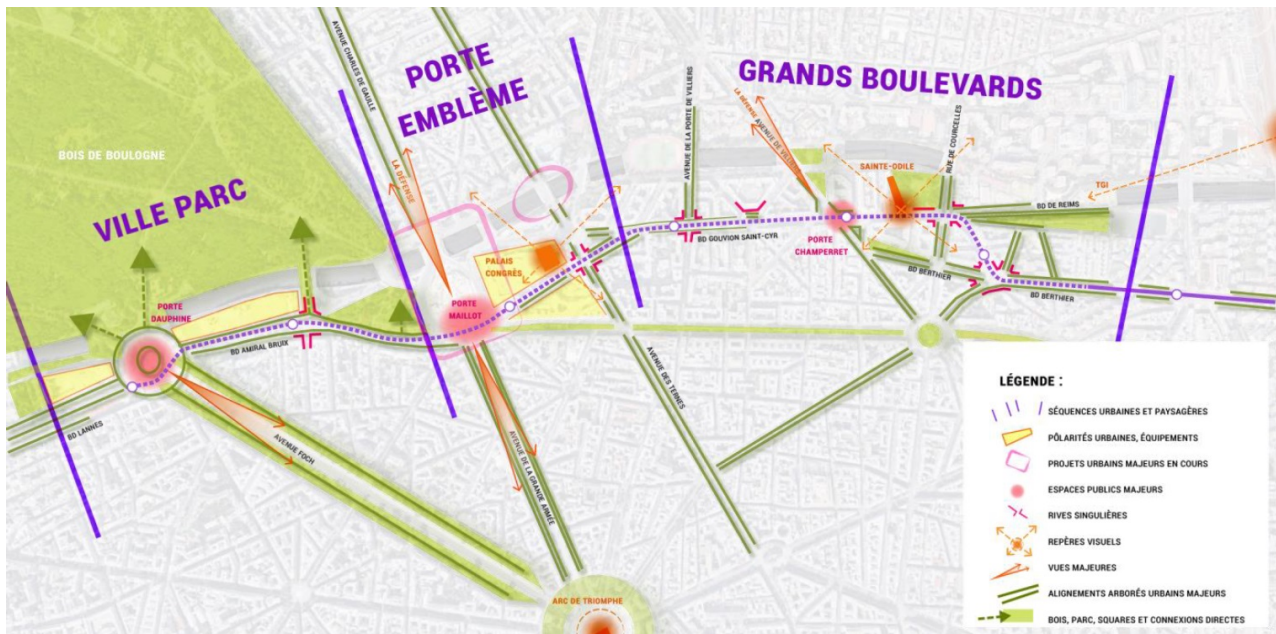 AVENUE CHARLES DE GAULLE
PORTE
EMBLÈME
GRANDS BOULEVARDS
BOIS DE BOULOGNE
VILLE PARC
LA DÉFENSE
AVENUE DE LA PORTE DE VILLIERS
LA DÉFENSE
AVENUE DE VILLIERS
SAINTE-ODILE
RUE DE COURCELLES
TGI
BD DE REIMS
BD GOUVION SAINT-CYR
PORTE
CHAMPERRET
BD BERTHIER
BD BERTHIER
PALAIS
CONGRÈS
PORTE
MAILLOT
PORTE
DAUPHINE
BD AMIRAL BRUIX
BD LANNES
AVENUE FOCH
AVENUE DE LA GRANDE ARMÉE
AVENUE DES TERNES
ARC DE TRIOMPHE
LÉGENDE :
SÉQUENCES URBAINES ET PAYSAGÈRES
PÔLARITÉS URBAINES, ÉQUIPEMENTS
PROJETS URBAINS MAJEURS EN COURS
ESPACES PUBLICS MAJEURS
RIVES SINGULIÈRES
REPÈRES VISUELS
VUES MAJEURES
ALIGNEMENTS ARBORÉS URBAINS MAJEURS
BOIS, PARC, SQUARES ET CONNEXIONS DIRECTES